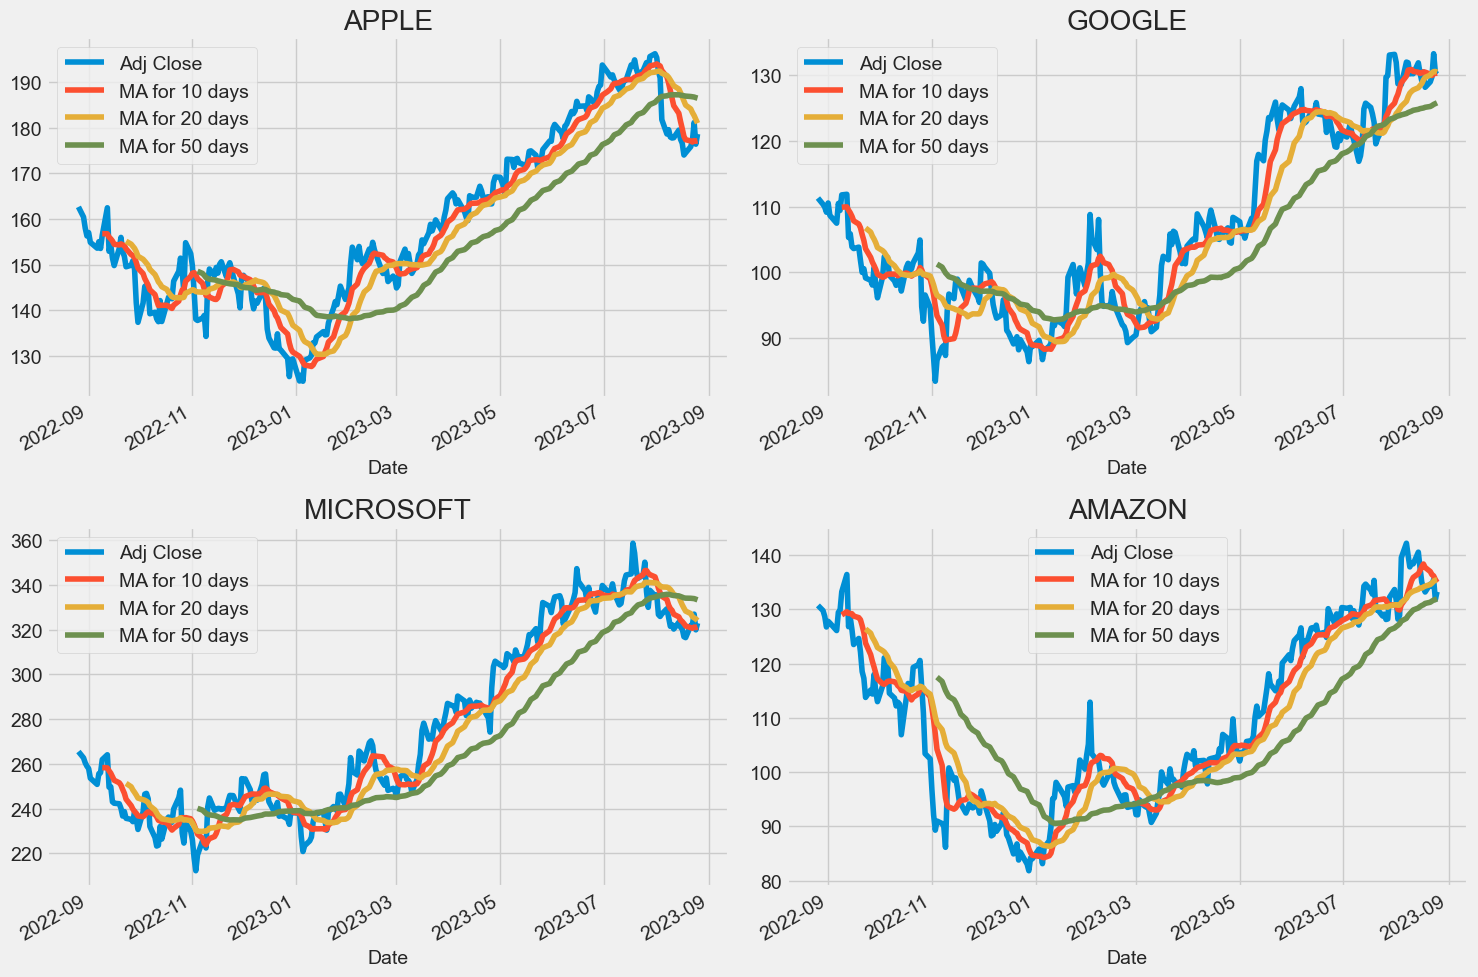 APPLE
Adj Close
MA for 10 days
MA for 20 days
MA for 50 days
190
180
170
160
150
140
130
2022-09
2022-11
2023-01
2023-03
2023-05
2023-07
2023-09
Date
GOOGLE
Adj Close
MA for 10 days
MA for 20 days
MA for 50 days
130
120
110
100
90
2022-09
2022-11
2023-01
2023-03
2023-05
2023-07
2023-09
Date
MICROSOFT
Adj Close
MA for 10 days
MA for 20 days
MA for 50 days
360
340
320
300
280
260
240
220
2022-09
2022-11
2023-01
2023-03
2023-05
2023-07
2023-09
Date
AMAZON
Adj Close
MA for 10 days
MA for 20 days
MA for 50 days
140
130
120
110
100
90
80
2022-09
2022-11
2023-01
2023-03
2023-05
2023-07
2023-09
Date